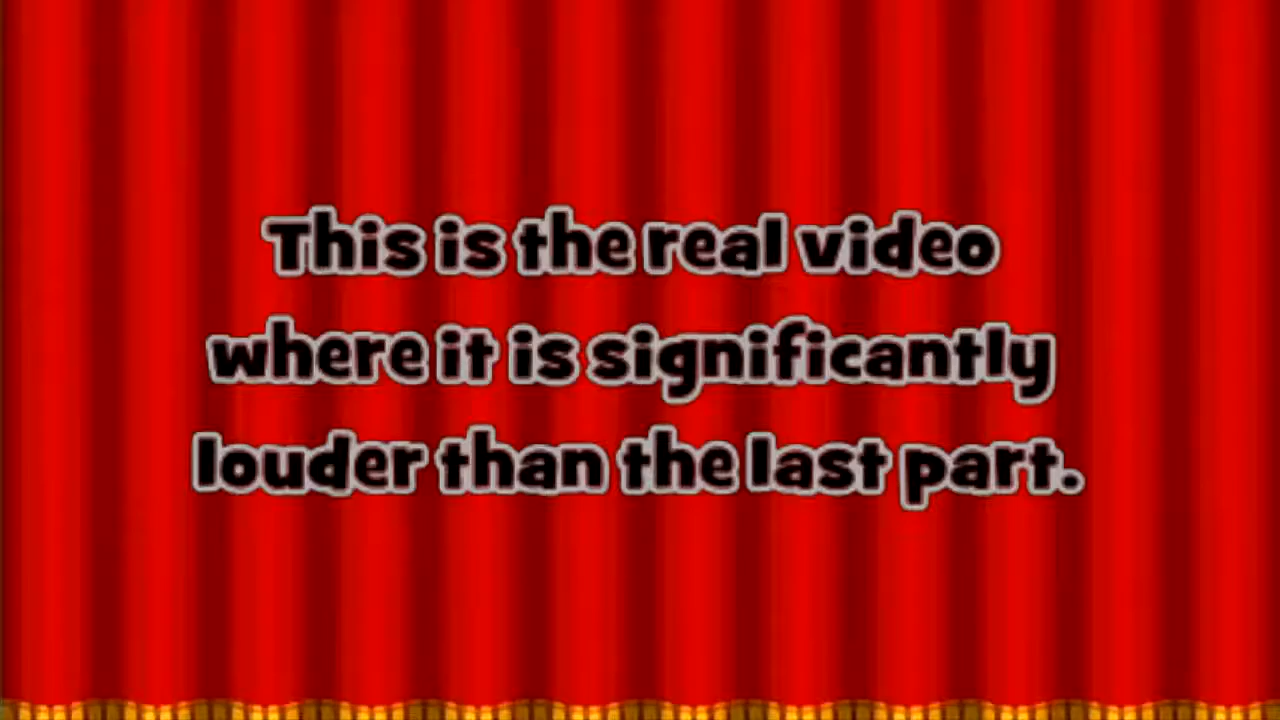 This is the real video
where it is significantly
louder than the last part.